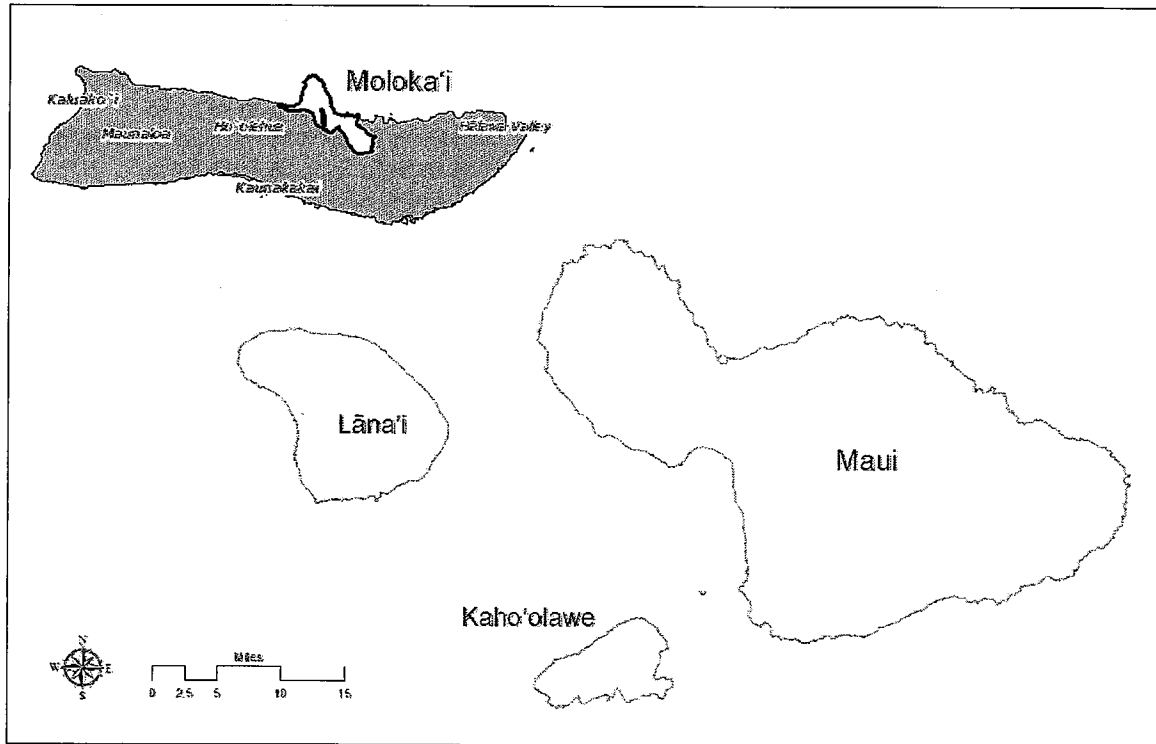 Moloka‘i
Kaluako‘i
Maunaloa
Ho‘olehua
Hālawa Valley
Kaunakakai
Lāna‘i
Maui
Kaho‘olawe
N
W
E
S
Miles
0 2.5 5 10 15